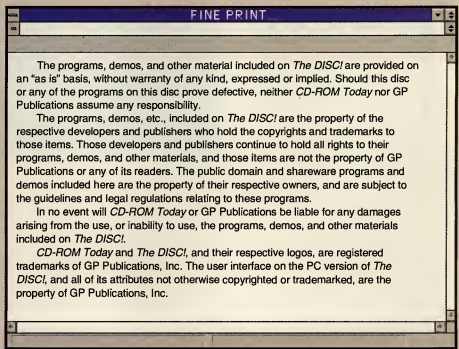 FINE PRINT...
The programs, demos, and other material included on The DISC! are provided on
an "as is" basis, without warranty of any kind, expressed or implied. Should this disc
or any of the programs on this disc prove defective, neither CD-ROM Today nor GP
Publications assume any responsibility.
The programs, demos, etc., included on The DISC! are the property of the
respective developers and publishers who hold the copyrights and trademarks to
those items. Those developers and publishers continue to hold all rights to their
programs, demos, and other materials, and those items are not the property of GP
Publications or any of its readers. The public domain and shareware programs and
demos included here are the property of their respective owners, and are subject to
the guidelines and legal regulations relating to these programs.
In no event will CD-ROM Today or GP Publications be liable for any damages
arising from the use, or inability to use, the programs, demos, and other materials
included on The DISC!.
CD-ROM Today and The DISC!, and their respective logos, are registered
trademarks of GP Publications, Inc. The user interface on the PC version of The
DISC!, and all of its attributes not otherwise copyrighted or trademarked, are the
property of GP Publications, Inc.